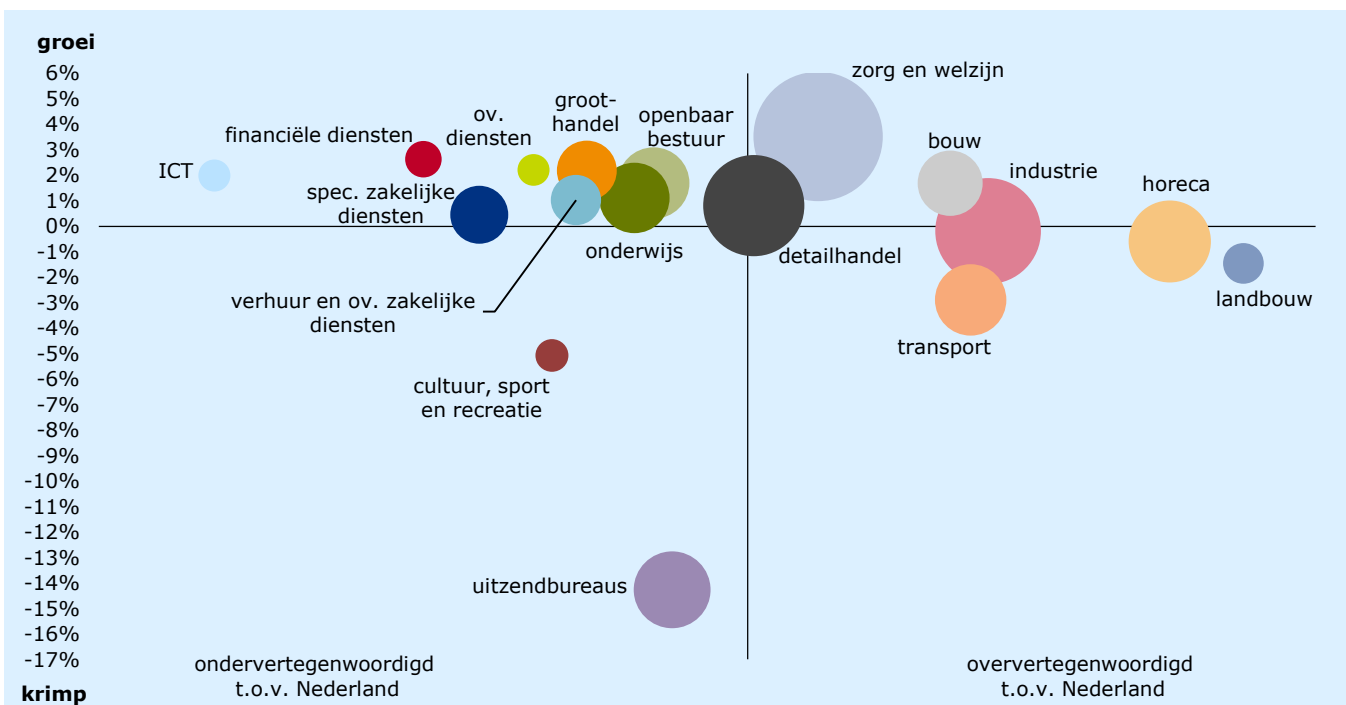 groei
6%
5%
4%
3%
2%
1%
0%
-1%
-2%
-3%
-4%
-5%
-6%
-7%
-8%
-9%
-10%
-11%
-12%
-13%
-14%
-15%
-16%
-17%
krimp
ICT
financiële diensten
spec. zakelijke
diensten
ov.
diensten
groot-
handel
openbaar
bestuur
zorg en welzijn
bouw
industrie
horeca
landbouw
onderwijs
detailhandel
verhuur en ov. zakelijke
diensten
transport
cultuur, sport
en recreatie
uitzendbureaus
ondervertegenwoordigd
t.o.v. Nederland
oververtegenwoordigd
t.o.v. Nederland